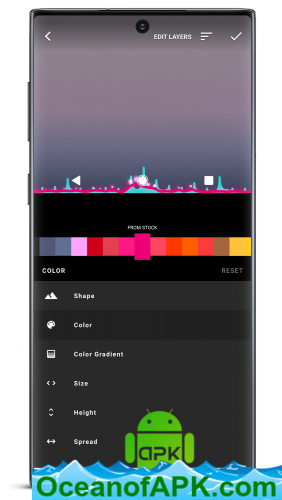 EDIT LAYERS
FROM STOCK
COLOR RESET
Shape
Color
Color Gradient
Size
Height
Spread
APK
OceanofAPK.com